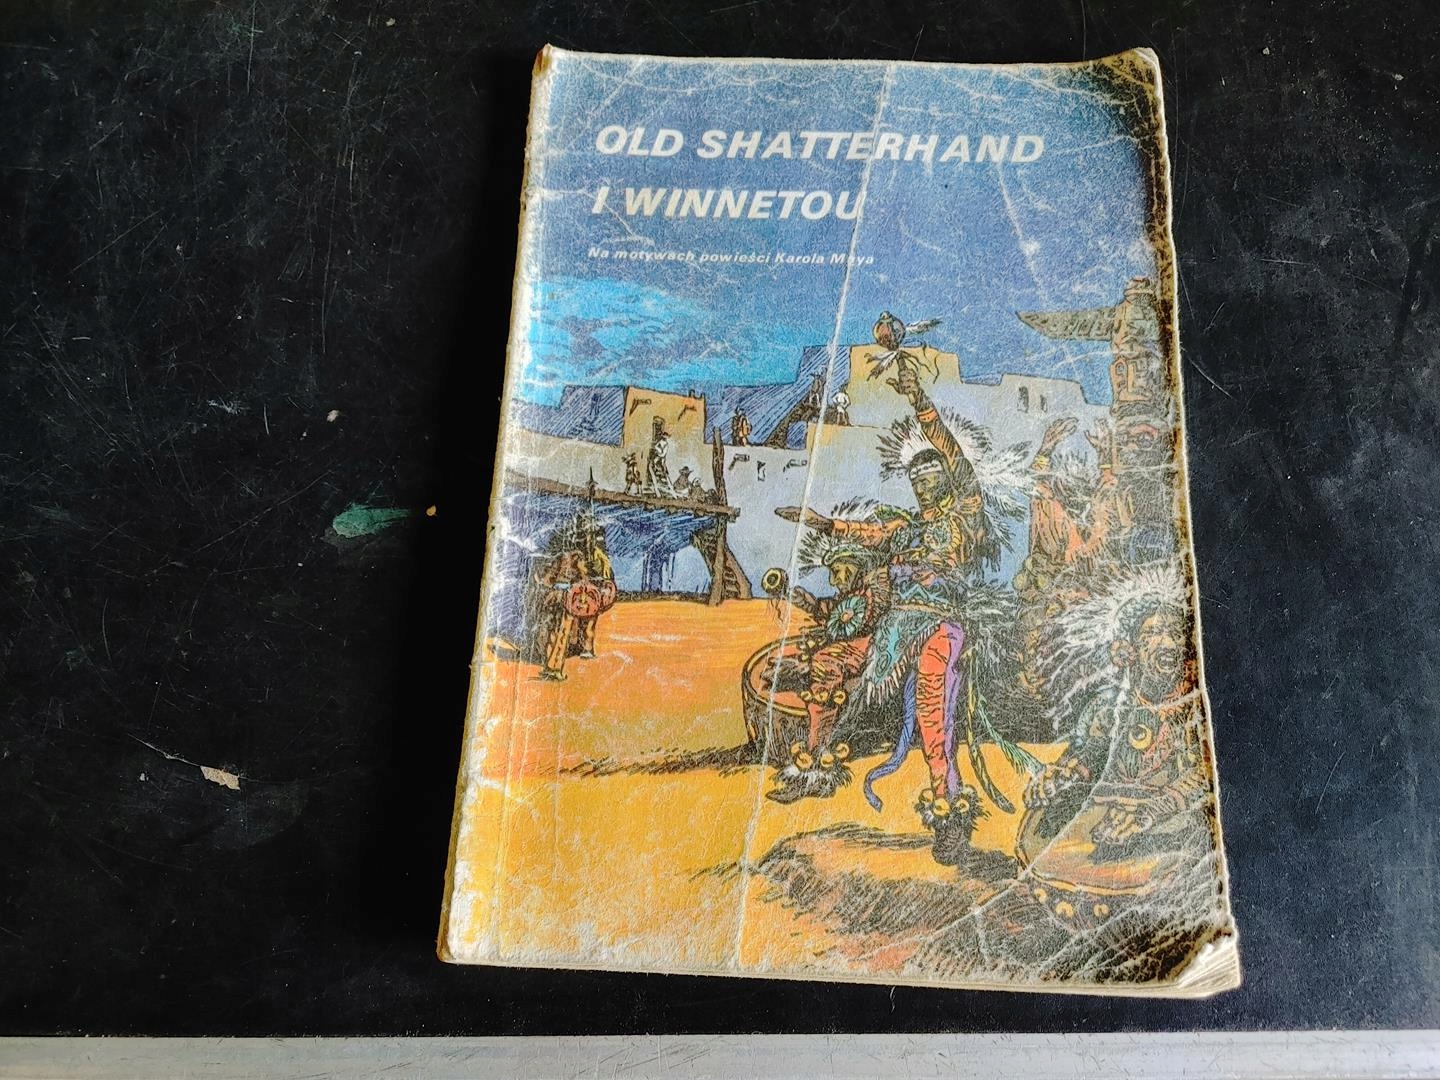 OLD SHATTERHAND
I WINNETOU
Na motywach powieści Karola Maya